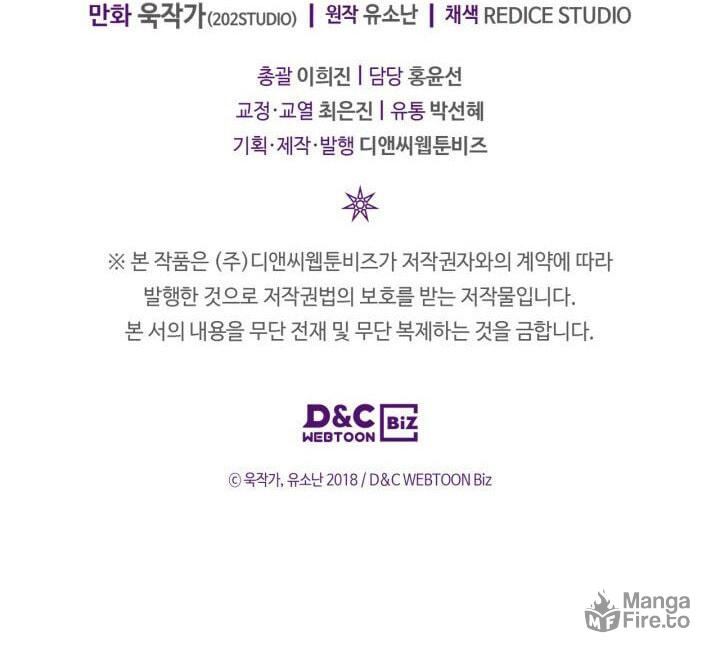 만화 욱작가(202STUDIO) | 원작 유소난 | 채색 REDICE STUDIO
총괄 이희진 | 담당 홍윤선
교정·교열 최은진 | 유통 박선혜
기획·제작·발행 디앤씨웹툰비즈
※ 본 작품은 (주)디앤씨웹툰비즈가 저작권자와의 계약에 따라
발행한 것으로 저작권법의 보호를 받는 저작물입니다.
본 서의 내용을 무단 전재 및 무단 복제하는 것을 금합니다.
D&C BiZ
WEBTOON
© 욱작가, 유소난 2018 / D&C WEBTOON Biz
Manga
MF Fire.to